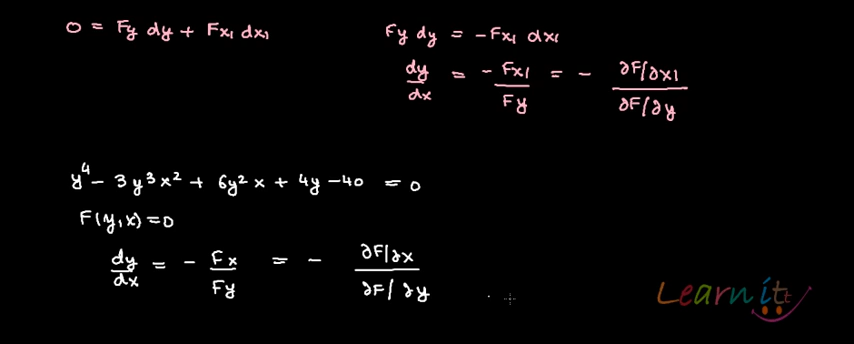 0 = Fy dy + Fx₁ dx₁
Fy dy = -Fx₁ dx₁
dy/dx = - Fx1/Fy = - ∂F/∂x1 / ∂F/∂y
y⁴ - 3y³x² + 6y²x + 4y - 40 = 0
F(y,x)=0
dy/dx = - Fx/Fy = - ∂F/∂x / ∂F/∂y
Learn itt